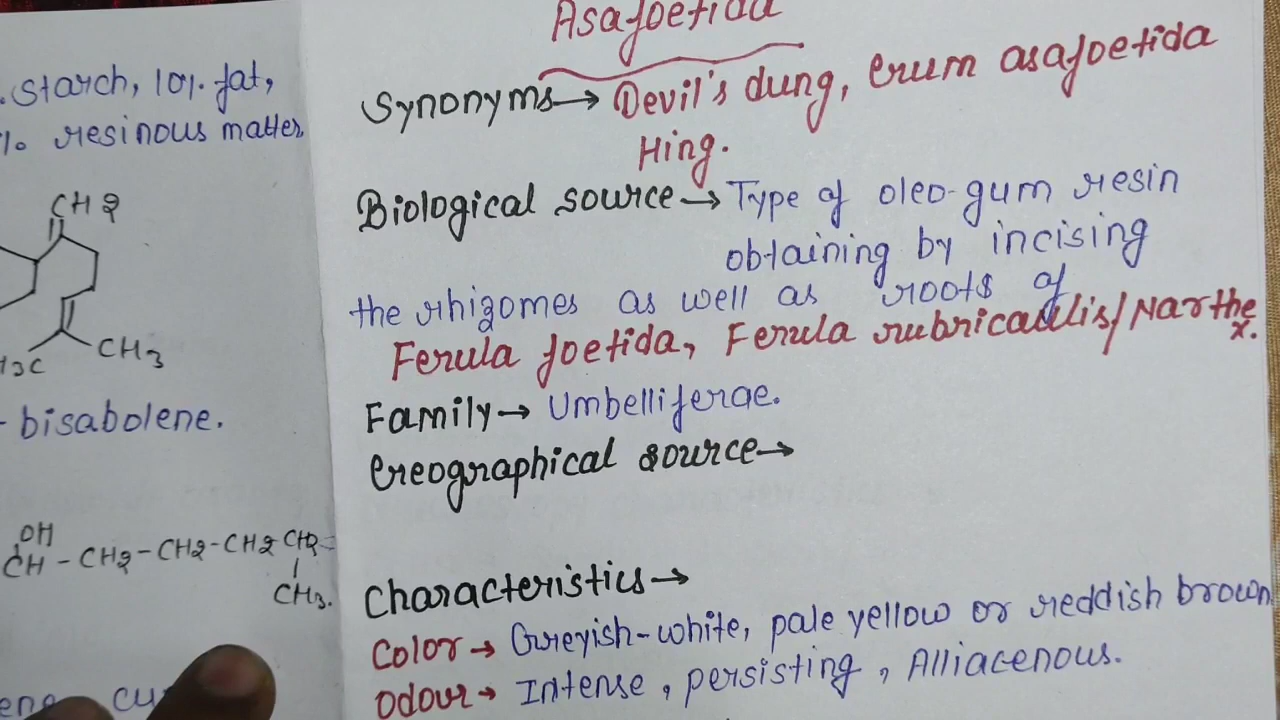 Starch, 10% fat,
% resinous matter
CH2
CH3
H3C
- bisabolene.
OH
CH - CH2 - CH2 - CH2 CH2
CH3.
Asafoetida
Synonyms→ Devil's dung, Gum asafoetida
Hing.
Biological source→ Type of oleo-gum resin
obtaining by incising
the rhizomes as well as roots of
Ferula foetida, Ferula rubricaulis/Narthe
x.
Family→ Umbelliferae.
Geographical source→
Characteristics→
Color→ Greyish-white, pale yellow or reddish brown
Odour→ Intense, persisting, Alliacenous.